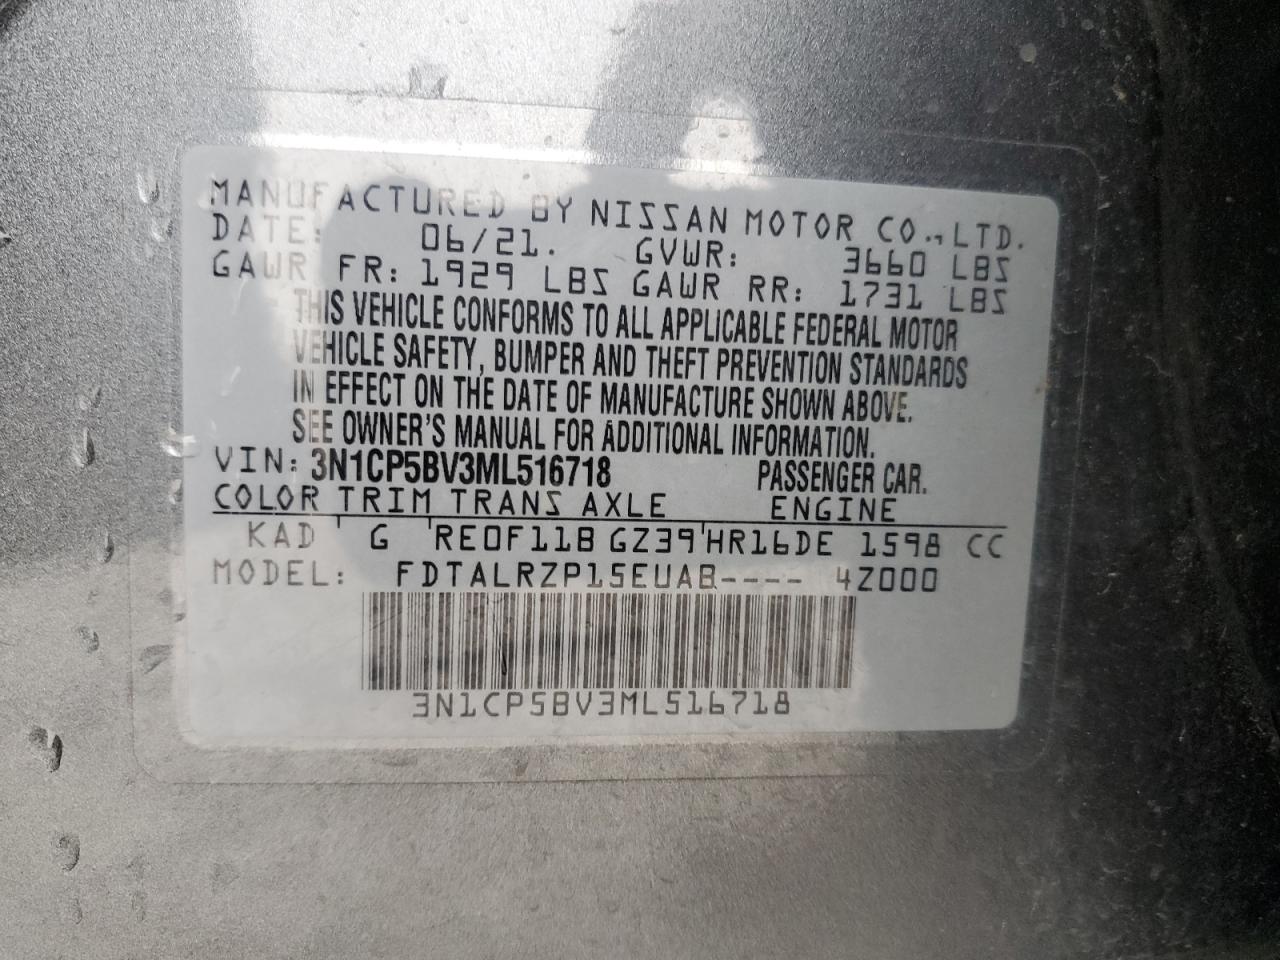 MANUFACTURED BY NISSAN MOTOR CO.,LTD.
DATE: 06/21. GVWR: 3660 LBS
GAWR FR: 1929 LBS GAWR RR: 1731 LBS
THIS VEHICLE CONFORMS TO ALL APPLICABLE FEDERAL MOTOR
VEHICLE SAFETY, BUMPER AND THEFT PREVENTION STANDARDS
IN EFFECT ON THE DATE OF MANUFACTURE SHOWN ABOVE.
SEE OWNER'S MANUAL FOR ADDITIONAL INFORMATION.
VIN: 3N1CP5BV3ML516718 PASSENGER CAR.
COLOR TRIM TRANS AXLE ENGINE
KAD G RE0F11B GZ39 HR16DE 1598 CC
MODEL: FDTALRZP15EUAB---- 4Z000
3N1CP5BV3ML516718